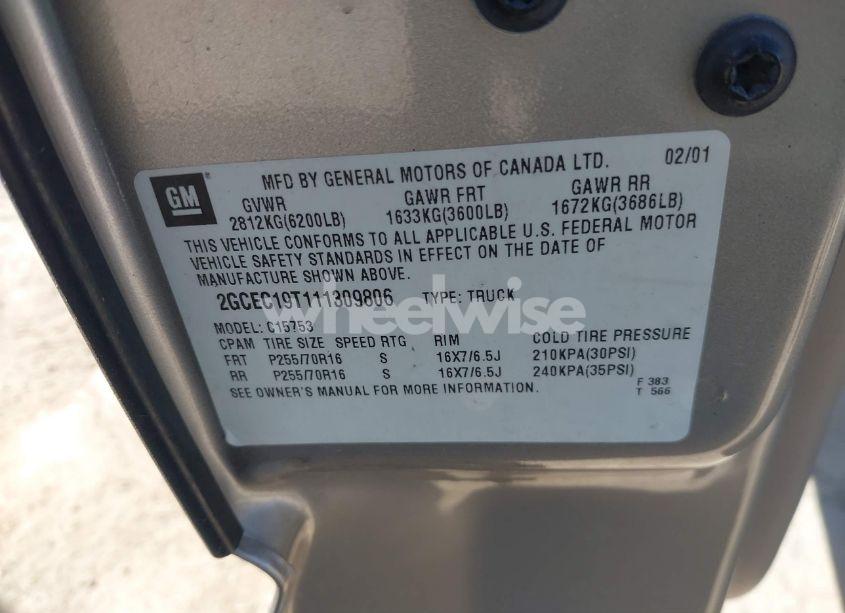 GM
MFD BY GENERAL MOTORS OF CANADA LTD. 02/01
GVWR GAWR FRT GAWR RR
2812KG(6200LB) 1633KG(3600LB) 1672KG(3686LB)
THIS VEHICLE CONFORMS TO ALL APPLICABLE U.S. FEDERAL MOTOR
VEHICLE SAFETY STANDARDS IN EFFECT ON THE DATE OF
MANUFACTURE SHOWN ABOVE.
2GCEC19T111309806 TYPE: TRUCK
wheelwise
MODEL: C15753
CPAM TIRE SIZE SPEED RTG RIM COLD TIRE PRESSURE
FRT P255/70R16 S 16X7/6.5J 210KPA(30PSI)
RR P255/70R16 S 16X7/6.5J 240KPA(35PSI)
SEE OWNER'S MANUAL FOR MORE INFORMATION.
F 383
T 566